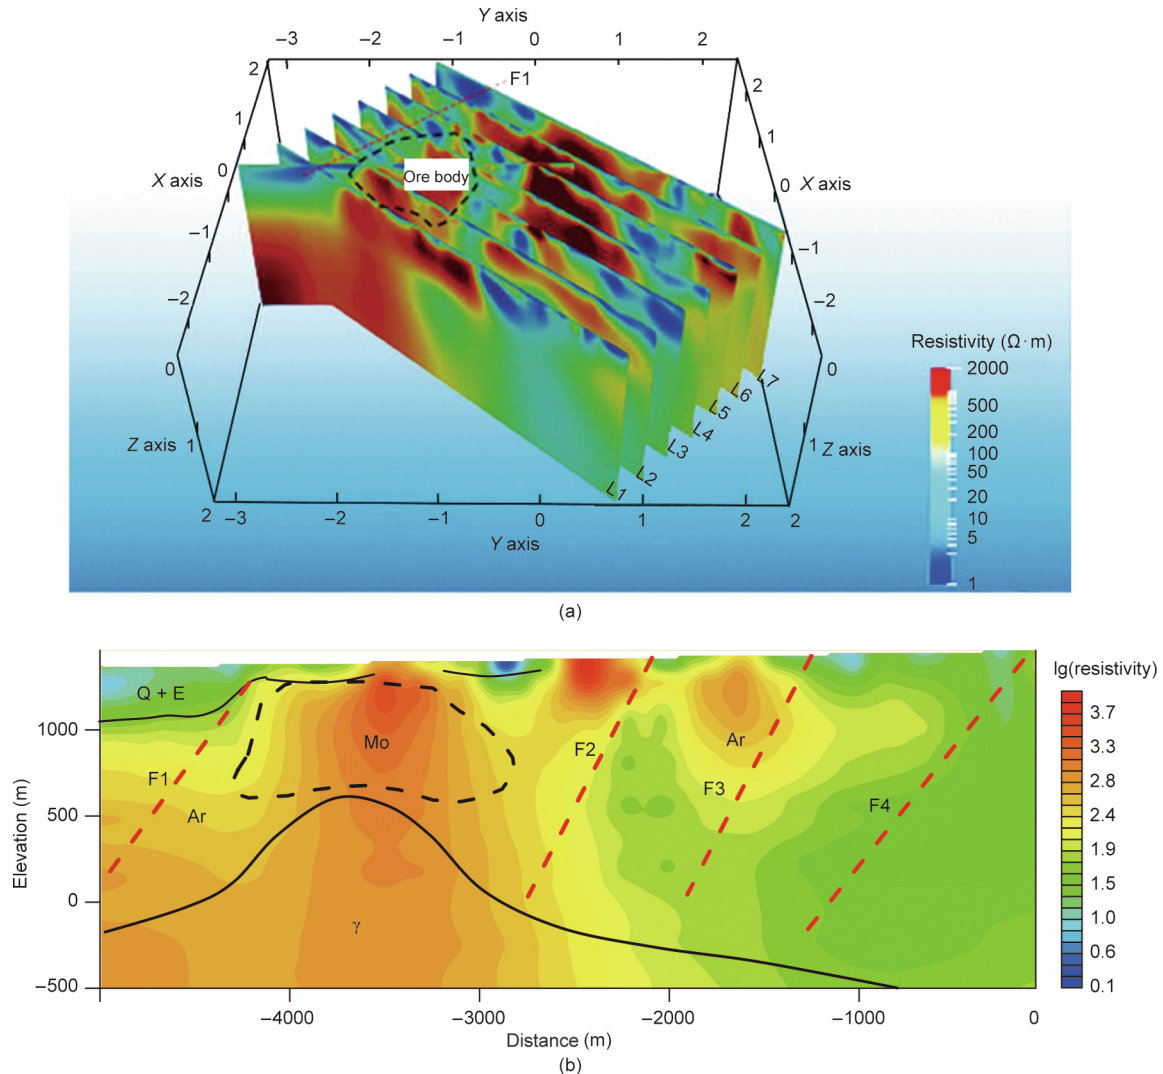 Y axis
−3 −2 −1 0 1 2
F1
2 2
1 1
0 0
X axis X axis
Ore body
−1 −1
−2 −2
0 0
Resistivity (Ω·m)
2000
500
200
100
50
20
10
5
1
L7
L6
L5
L4
L3
L2
L1
Z axis 1 1 Z axis
2 −3 −2 −1 0 1 2 2
Y axis
(a)
lg(resistivity)
3.7
3.3
2.8
2.4
1.9
1.5
1.0
0.6
0.1
Q + E
1000
Mo
F2
Ar
F1
F3
F4
Ar
500
Elevation (m)
0
γ
−500
−4000 −3000 −2000 −1000 0
Distance (m)
(b)